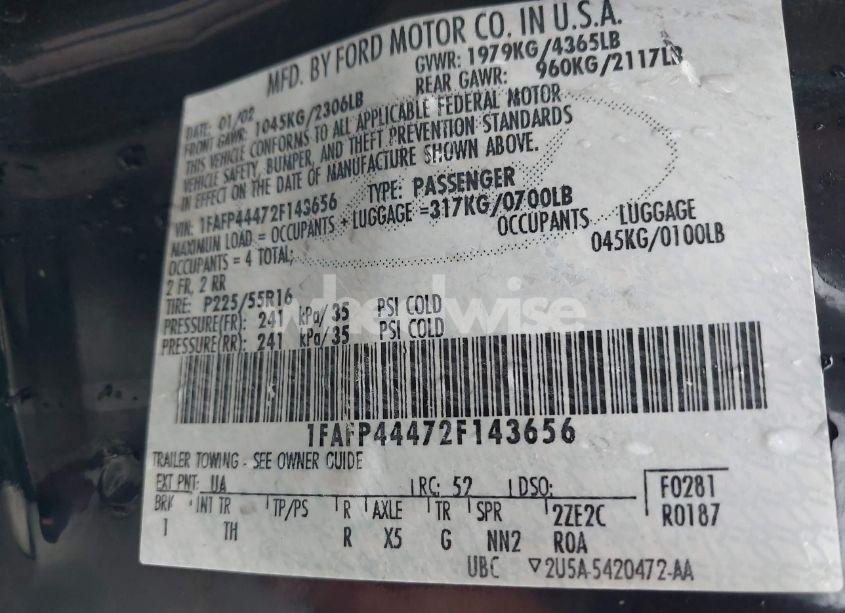 MFD. BY FORD MOTOR CO. IN U.S.A.
DATE: 01/02 GVWR: 1979KG/4365LB
FRONT GAWR: 1045KG/2306LB REAR GAWR: 960KG/2117LB
THIS VEHICLE CONFORMS TO ALL APPLICABLE FEDERAL MOTOR
VEHICLE SAFETY, BUMPER, AND THEFT PREVENTION STANDARDS
IN EFFECT ON THE DATE OF MANUFACTURE SHOWN ABOVE.
VIN: 1FAFP44472F143656 TYPE: PASSENGER
MAXIMUM LOAD = OCCUPANTS + LUGGAGE =317KG/0700LB
OCCUPANTS = 4 TOTAL; OCCUPANTS LUGGAGE
2 FR, 2 RR 045KG/0100LB
TIRE: P225/55R16
PRESSURE(FR): 241 kPa/ 35 PSI COLD
PRESSURE(RR): 241 kPa/ 35 PSI COLD
wheelwise
1FAFP44472F143656
TRAILER TOWING - SEE OWNER GUIDE
EXT PNT: UA RC: 52 DSO: F0281
BRK INT TR TP/PS R AXLE TR SPR 2ZE2C R0187
1 TH R X5 G NN2 ROA
UBC ▽2U5A-5420472-AA